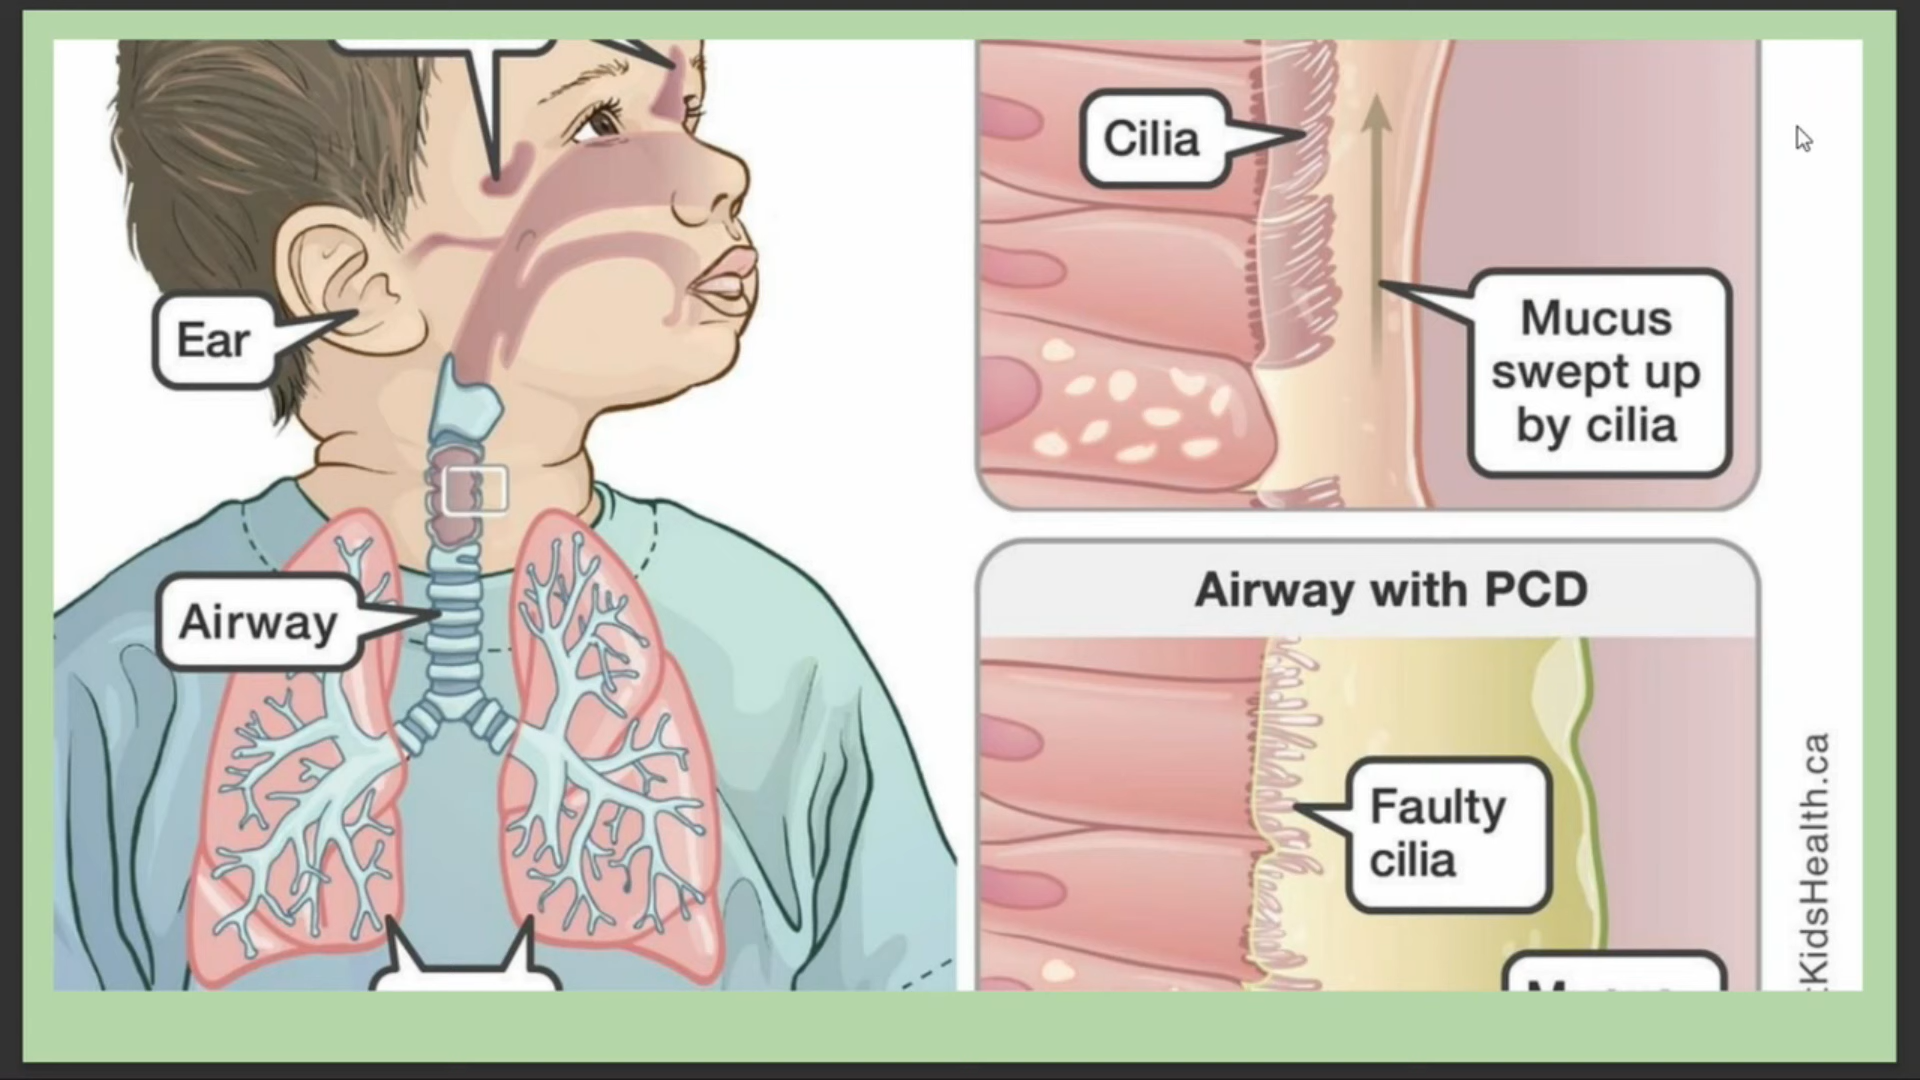 Cilia
Ear
Mucus
swept up
by cilia
Airway
Airway with PCD
Faulty
cilia
KidsHealth.ca